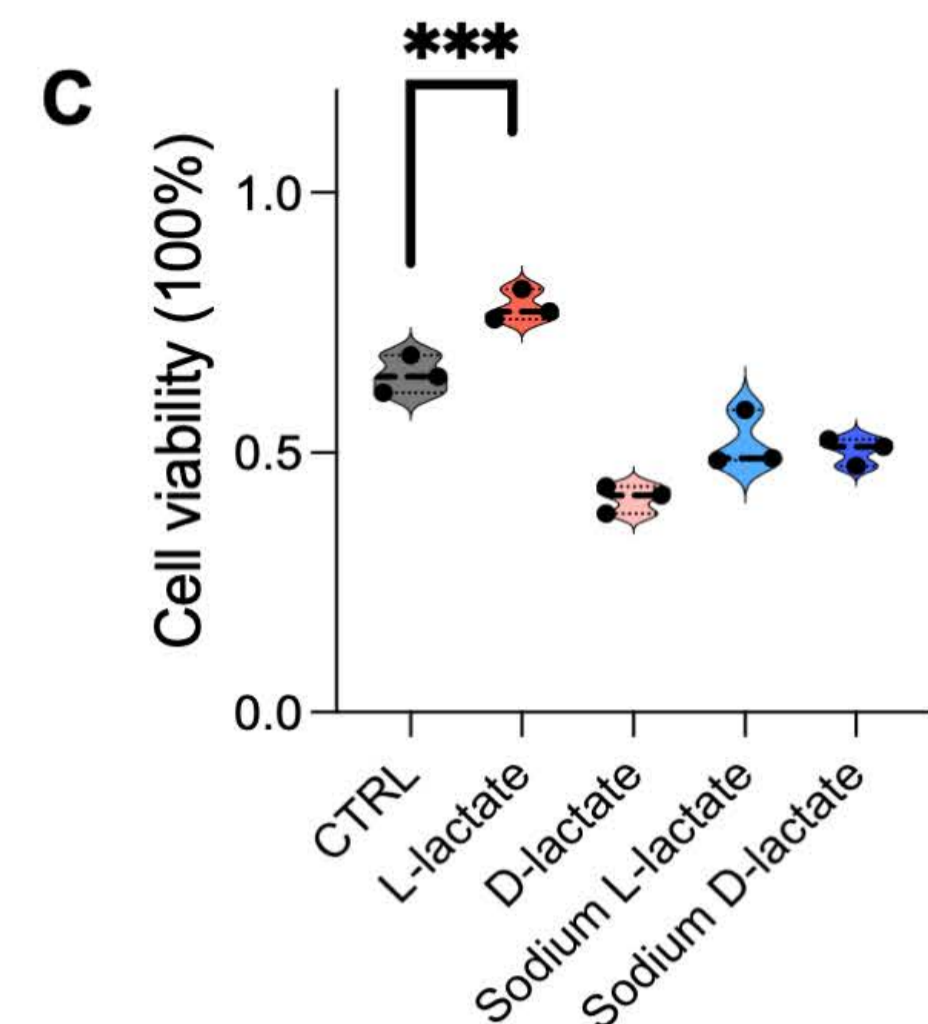 C
***
Cell viability (100%)
1.0
0.5
0.0
CTRL
L-lactate
D-lactate
Sodium L-lactate
Sodium D-lactate